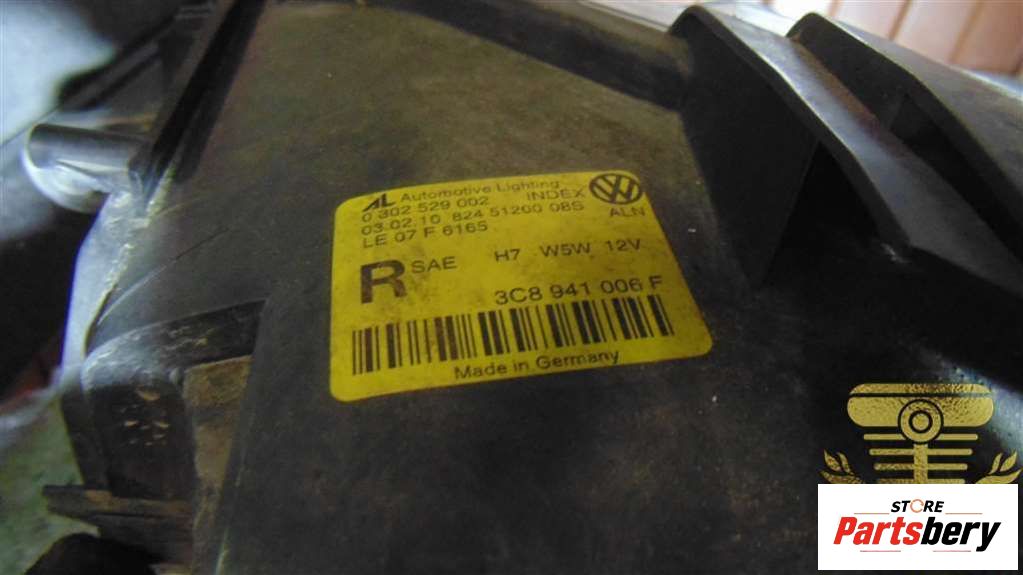 AL Automotive Lighting
0 302 529 002 INDEX
03.02.10 824 51200 08S
ALN
LE 07 F 6165
R SAE H7 W5W 12V
3C8 941 006 F
Made in Germany
STORE
Partsbery